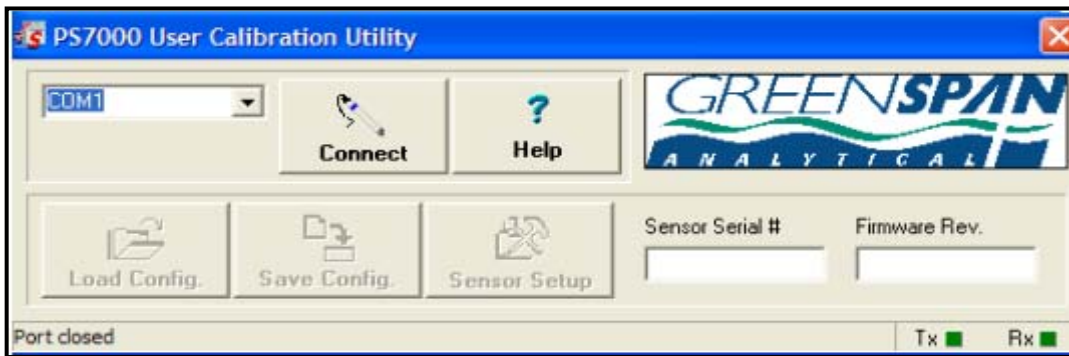 PS7000 User Calibration Utility
COM1
Connect
?
Help
GREENSPAN
ANALYTICAL
Load Config.
Save Config.
Sensor Setup
Sensor Serial #
Firmware Rev.
Port closed
Tx
Rx